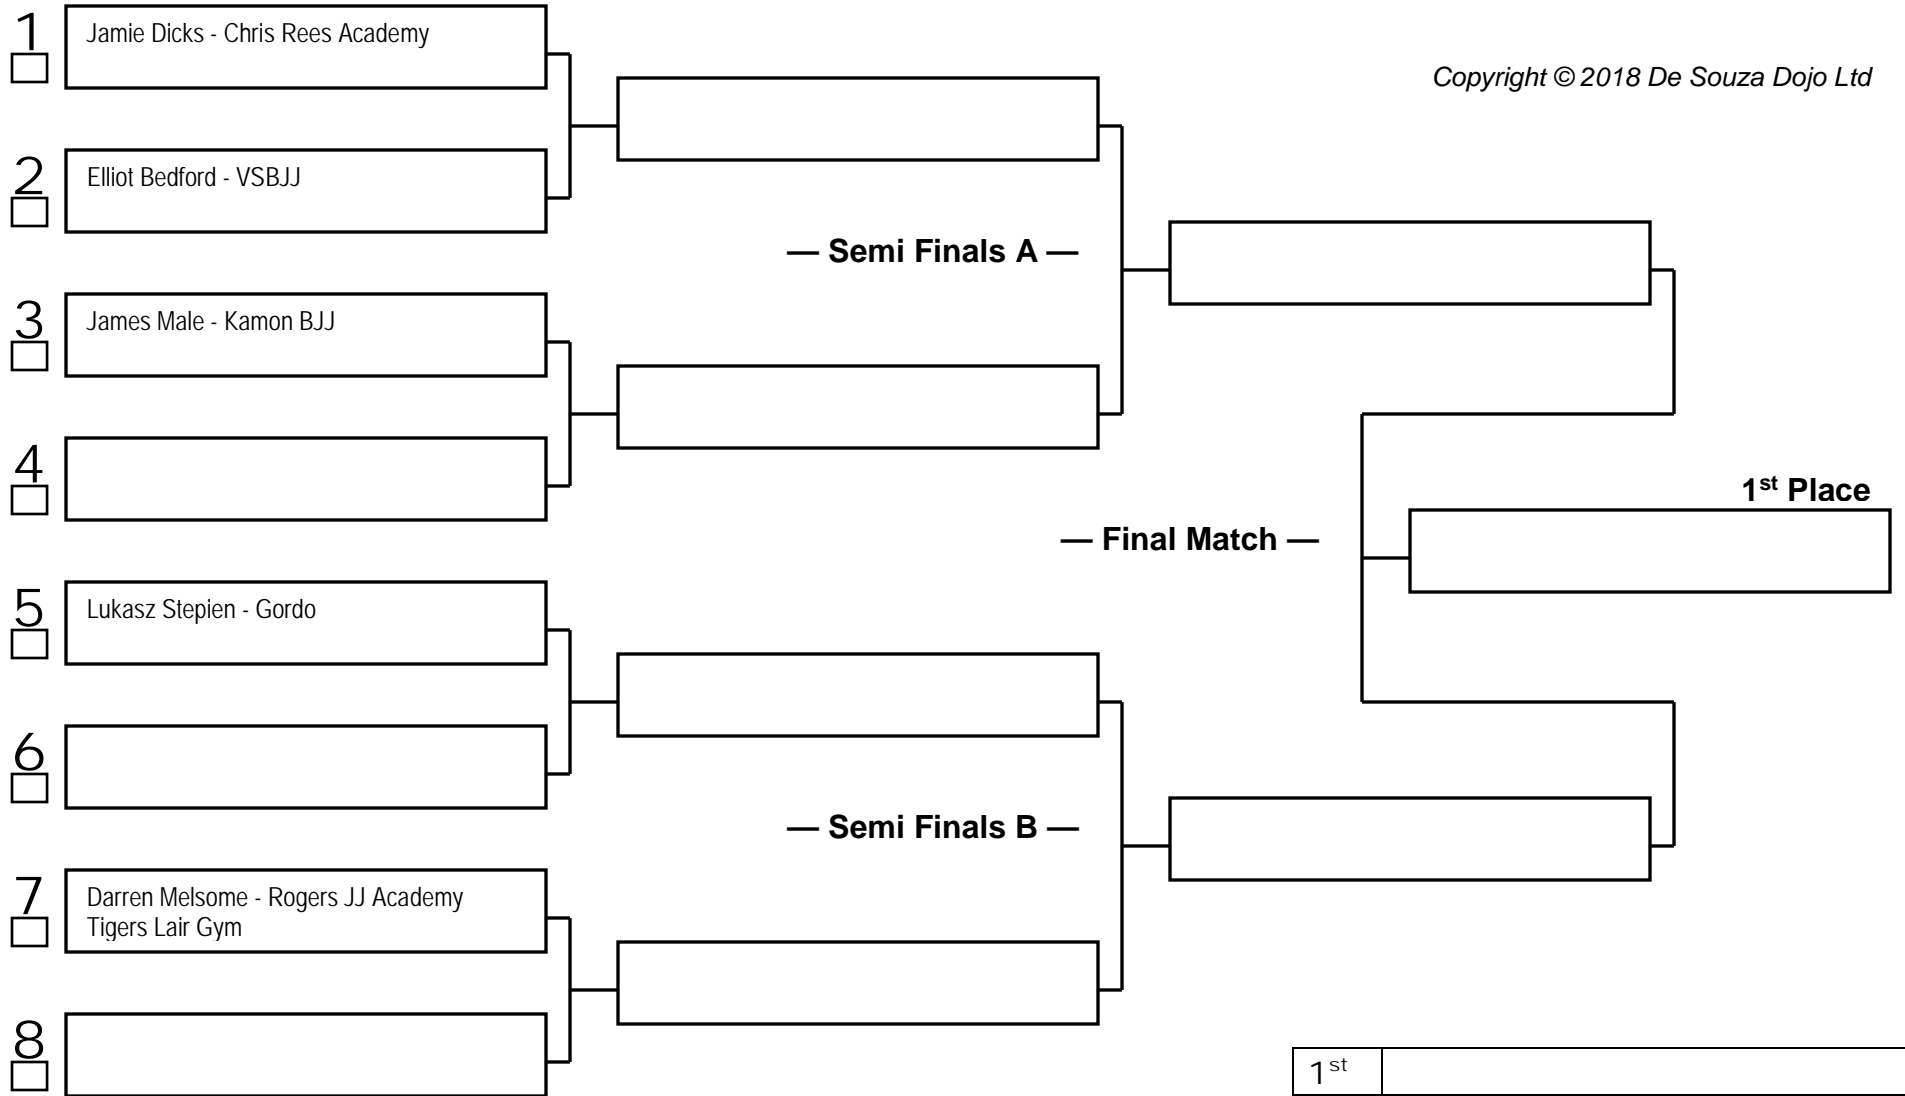 1
Jamie Dicks - Chris Rees Academy
Copyright © 2018 De Souza Dojo Ltd
2
Elliot Bedford - VSBJJ
— Semi Finals A —
3
James Male - Kamon BJJ
4
1st Place
— Final Match —
5
Lukasz Stepien - Gordo
6
— Semi Finals B —
7
Darren Melsome - Rogers JJ Academy
Tigers Lair Gym
8
1st